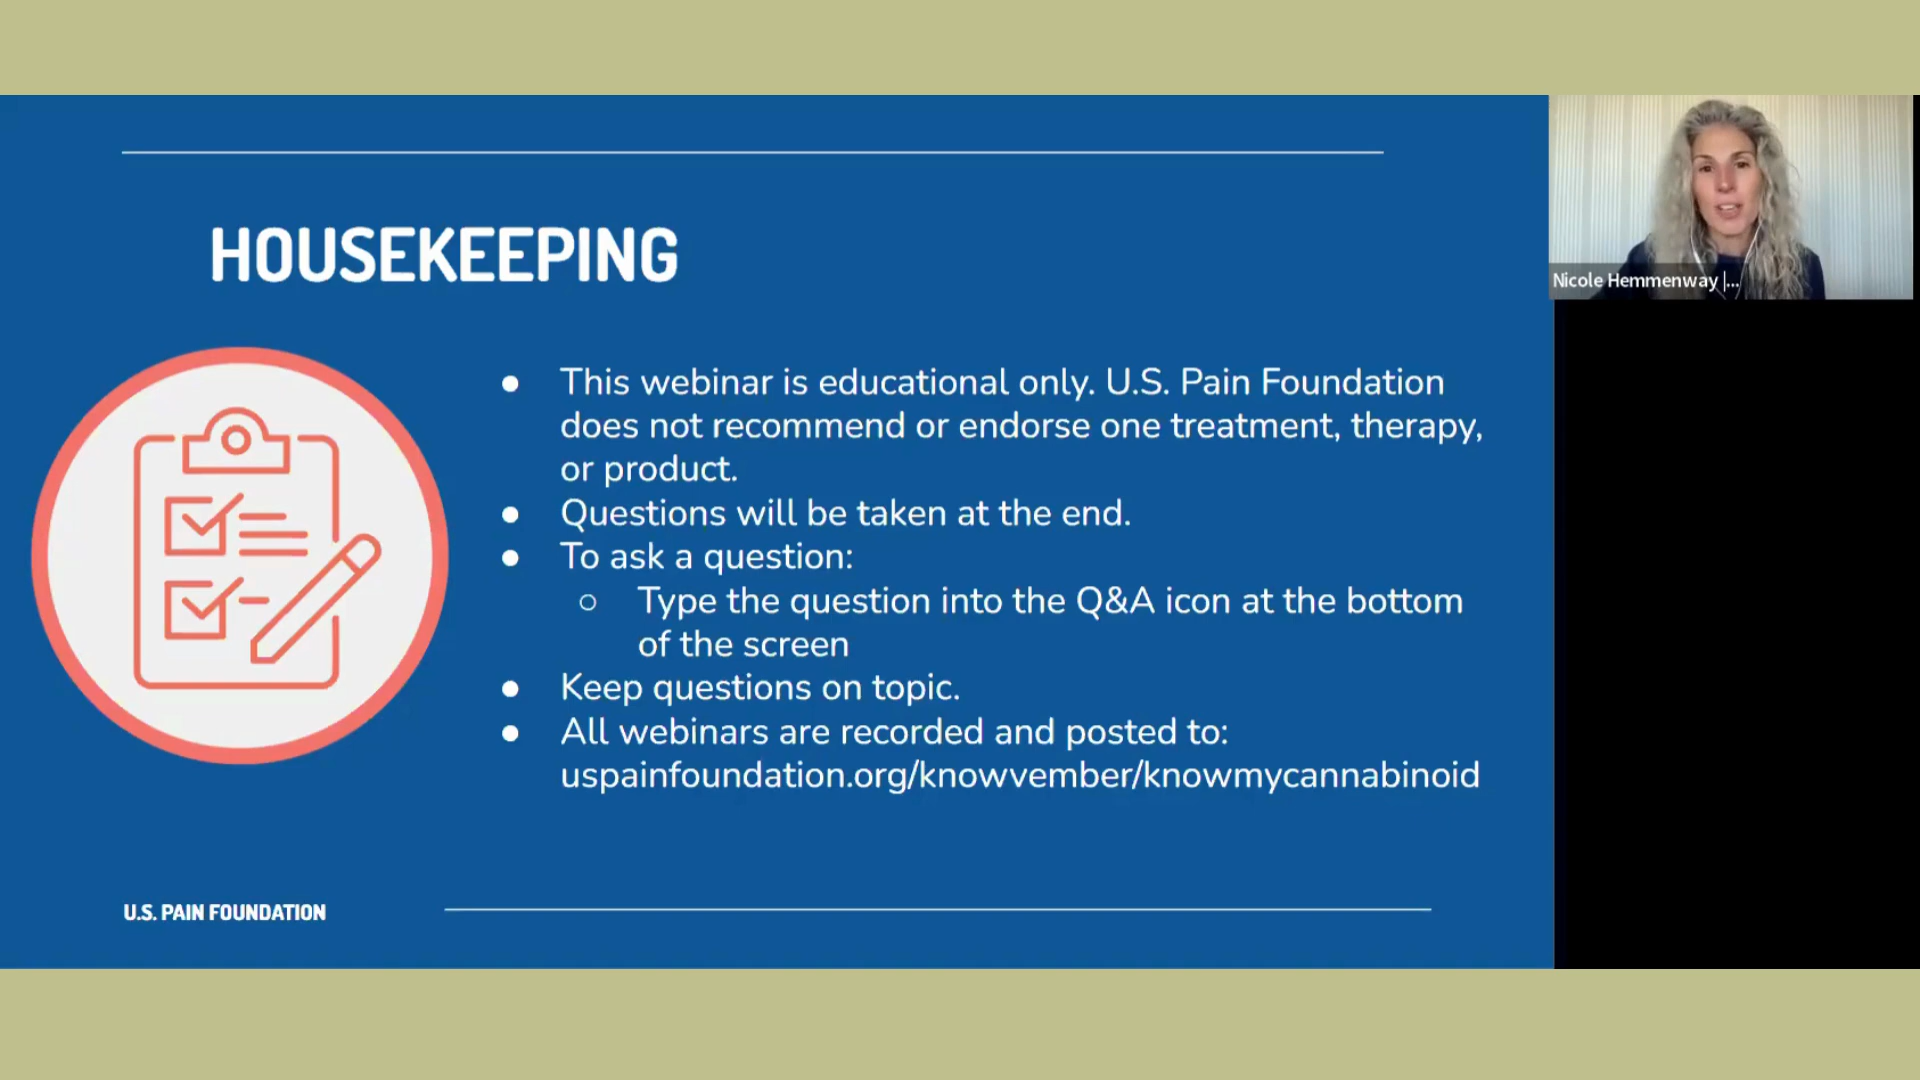 HOUSEKEEPING
● This webinar is educational only. U.S. Pain Foundation
does not recommend or endorse one treatment, therapy,
or product.
● Questions will be taken at the end.
● To ask a question:
○ Type the question into the Q&A icon at the bottom
of the screen
● Keep questions on topic.
● All webinars are recorded and posted to:
uspainfoundation.org/knowvember/knowmycannabinoid
U.S. PAIN FOUNDATION
Nicole Hemmenway |...